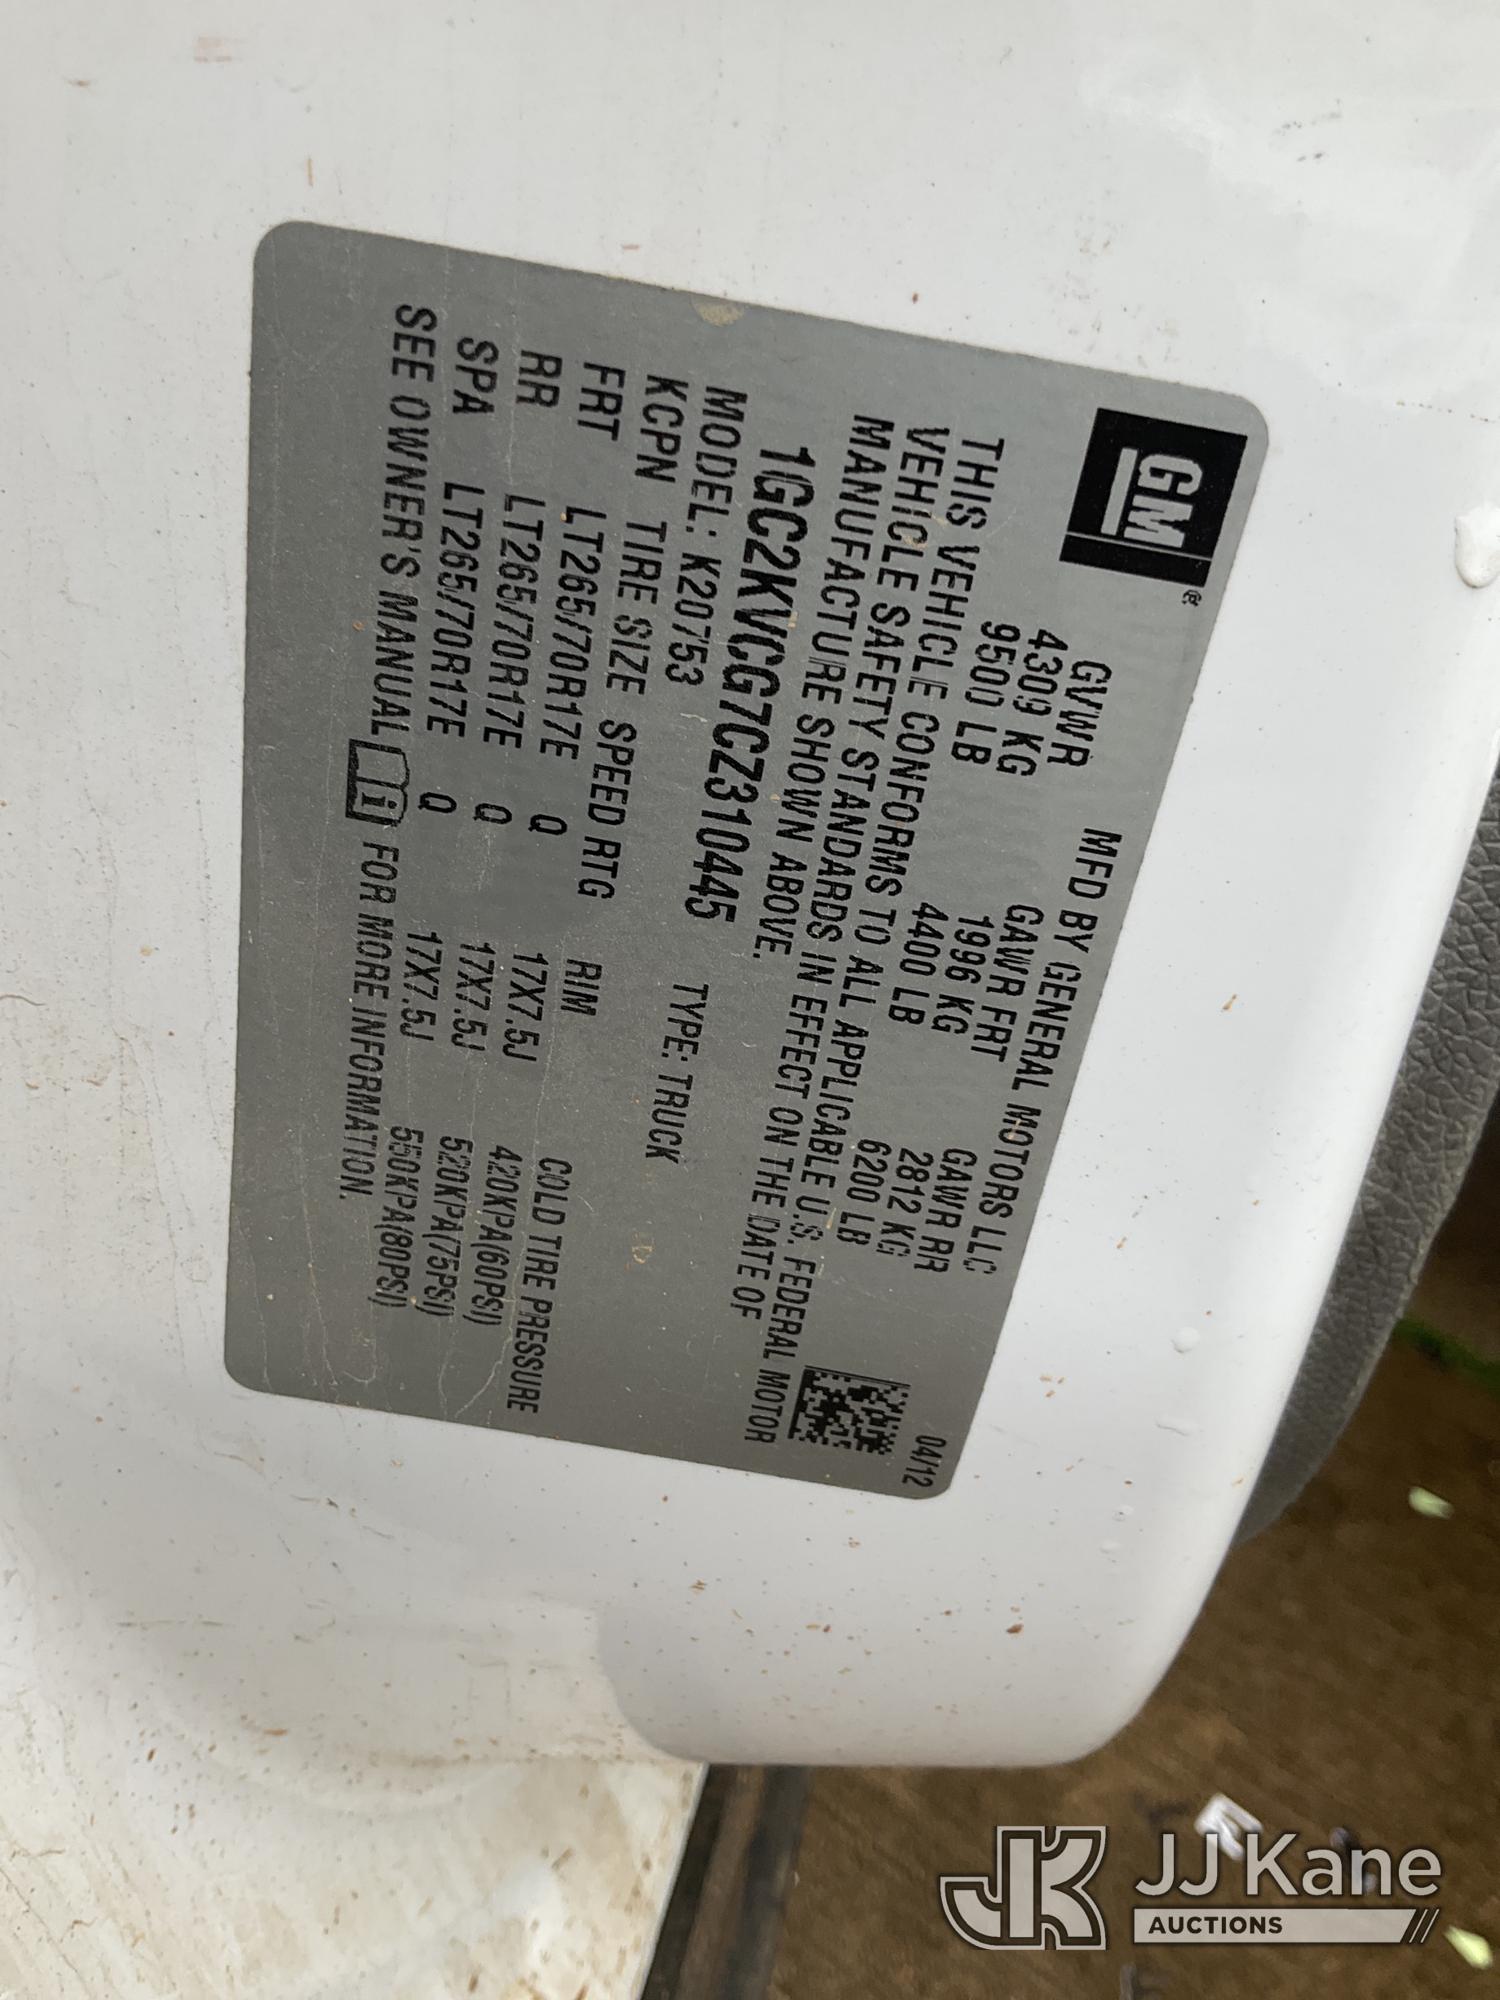 GM
MFD BY GENERAL MOTORS LLC 04/12
GVWR GAWR FRT GAWR RR
4309 KG 1996 KG 2812 KG
9500 LB 4400 LB 6200 LB
THIS VEHICLE CONFORMS TO ALL APPLICABLE U.S. FEDERAL MOTOR
VEHICLE SAFETY STANDARDS IN EFFECT ON THE DATE OF
MANUFACTURE SHOWN ABOVE.
1GC2KVCG7CZ310445 TYPE: TRUCK
MODEL: K20753
KCPN TIRE SIZE SPEED RTG RIM COLD TIRE PRESSURE
FRT LT265/70R17E Q 17X7.5J 420KPA(60PSI)
RR LT265/70R17E Q 17X7.5J 520KPA(75PSI)
SPA LT265/70R17E Q 17X7.5J 550KPA(80PSI)
SEE OWNER'S MANUAL i FOR MORE INFORMATION.
JK JJ Kane
AUCTIONS